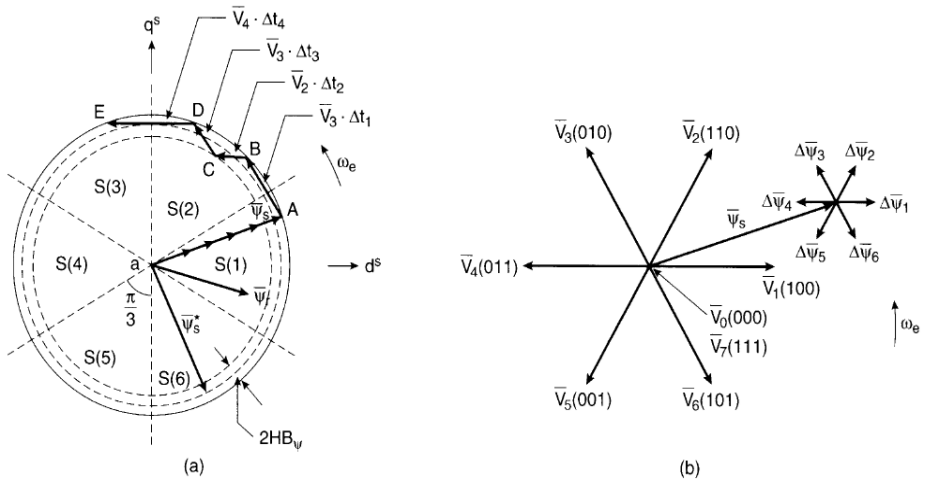 qˢ
V̅₄ · Δt₄
V̅₃ · Δt₃
V̅₂ · Δt₂
V̅₃ · Δt₁
E
D
B
C
A
ωₑ
S(3)
S(2)
ψ̅ₛ
S(4)
a
S(1)
dˢ
π
3
ψ̅ᵣ
ψ̅ₛ*
S(5)
S(6)
2HBψ
(a)
V̅₃(010)
V̅₂(110)
Δψ̅₃
Δψ̅₂
Δψ̅₄
Δψ̅₁
ψ̅ₛ
Δψ̅₅
Δψ̅₆
V̅₄(011)
V̅₁(100)
V̅₀(000)
V̅₇(111)
ωₑ
V̅₅(001)
V̅₆(101)
(b)